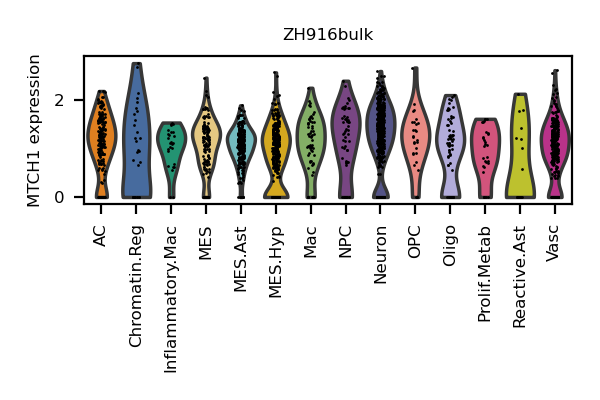 ZH916bulk
MTCH1 expression
2
0
AC
Chromatin.Reg
Inflammatory.Mac
MES
MES.Ast
MES.Hyp
Mac
NPC
Neuron
OPC
Oligo
Prolif.Metab
Reactive.Ast
Vasc